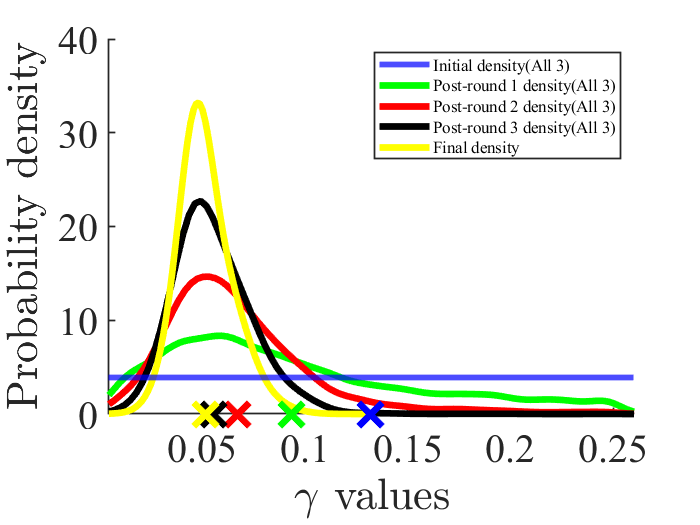 40
30
20
10
0
Probability density
Initial density(All 3)
Post-round 1 density(All 3)
Post-round 2 density(All 3)
Post-round 3 density(All 3)
Final density
0.05 0.1 0.15 0.2 0.25
γ values